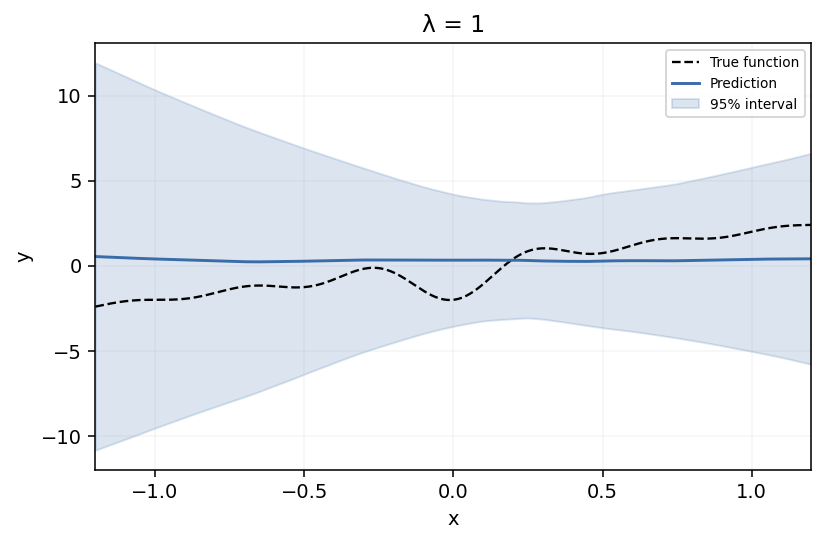 λ = 1
True function
Prediction
95% interval
10
5
0
−5
−10
y
−1.0 −0.5 0.0 0.5 1.0
x